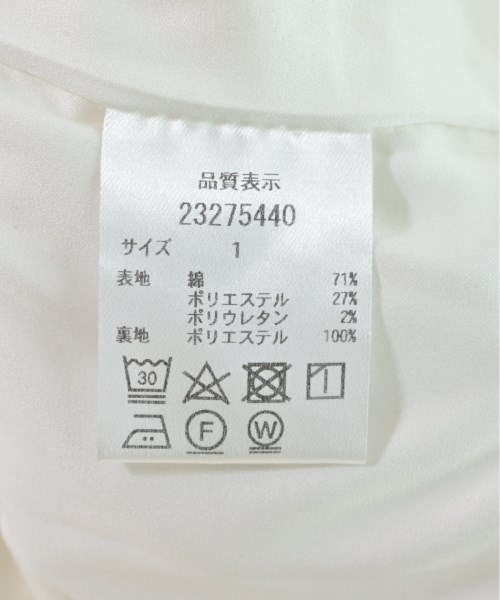 品質表示
23275440
サイズ 1
表地 綿 71%
ポリエステル 27%
ポリウレタン 2%
裏地 ポリエステル 100%
30
F W